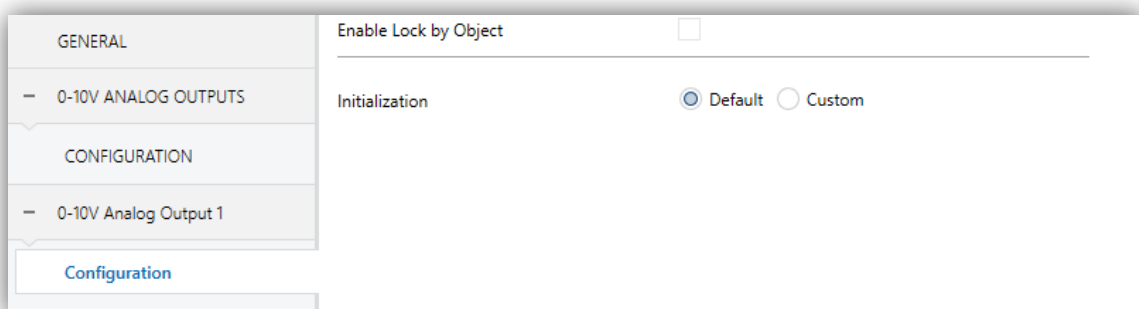 GENERAL
- 0-10V ANALOG OUTPUTS
CONFIGURATION
- 0-10V Analog Output 1
Configuration
Enable Lock by Object
Initialization Default Custom